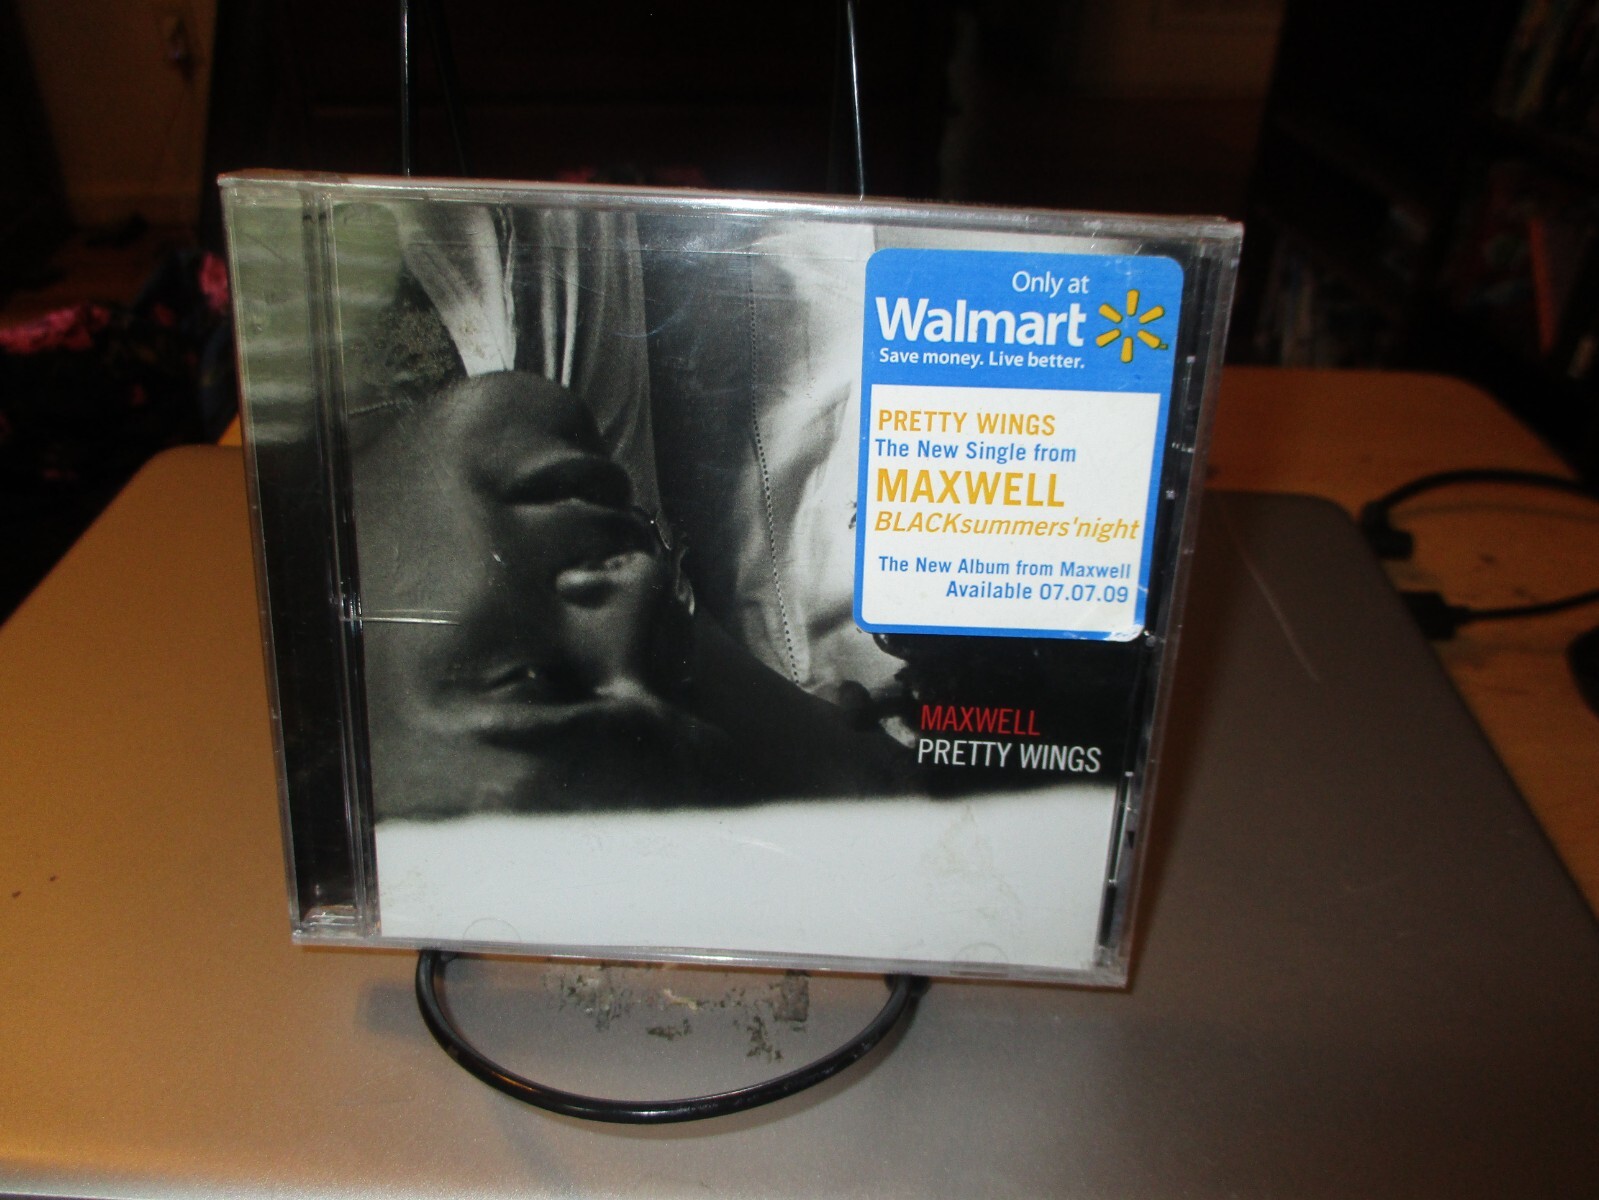 Only at
Walmart
Save money. Live better.
PRETTY WINGS
The New Single from
MAXWELL
BLACKsummers'night
The New Album from Maxwell
Available 07.07.09
MAXWELL
PRETTY WINGS